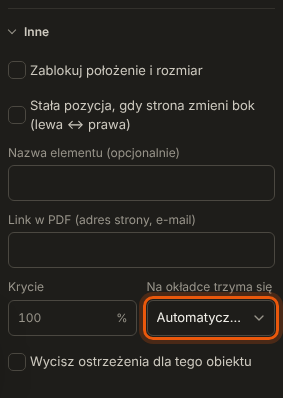 Inne
Zablokuj położenie i rozmiar
Stała pozycja, gdy strona zmieni bok
(lewa ↔ prawa)
Nazwa elementu (opcjonalnie)
Link w PDF (adres strony, e-mail)
Krycie
Na okładce trzyma się
100 %
Automatycz...
Wycisz ostrzeżenia dla tego obiektu